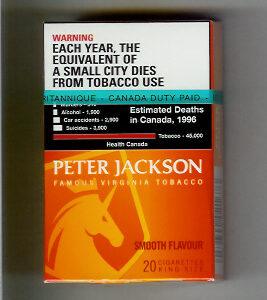 WARNING
EACH YEAR, THE
EQUIVALENT OF
A SMALL CITY DIES
FROM TOBACCO USE
RITANNIQUE - CANADA DUTY PAID -
Estimated Deaths
in Canada, 1996
Alcohol - 1,900
Car accidents - 2,900
Suicides - 3,900
Tobacco - 45,000
Health Canada
PETER JACKSON
FAMOUS VIRGINIA TOBACCO
SMOOTH FLAVOUR
20 CIGARETTES
KING SIZE